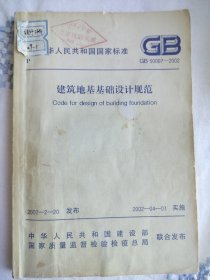 中华人民共和国国家标准
GB
P
GB 50007-2002
建筑地基基础设计规范
Code for design of building foundation
2002-2-20 发布
2002-04-01 实施
中华人民共和国建设部
国家质量监督检验检疫总局
联合发布